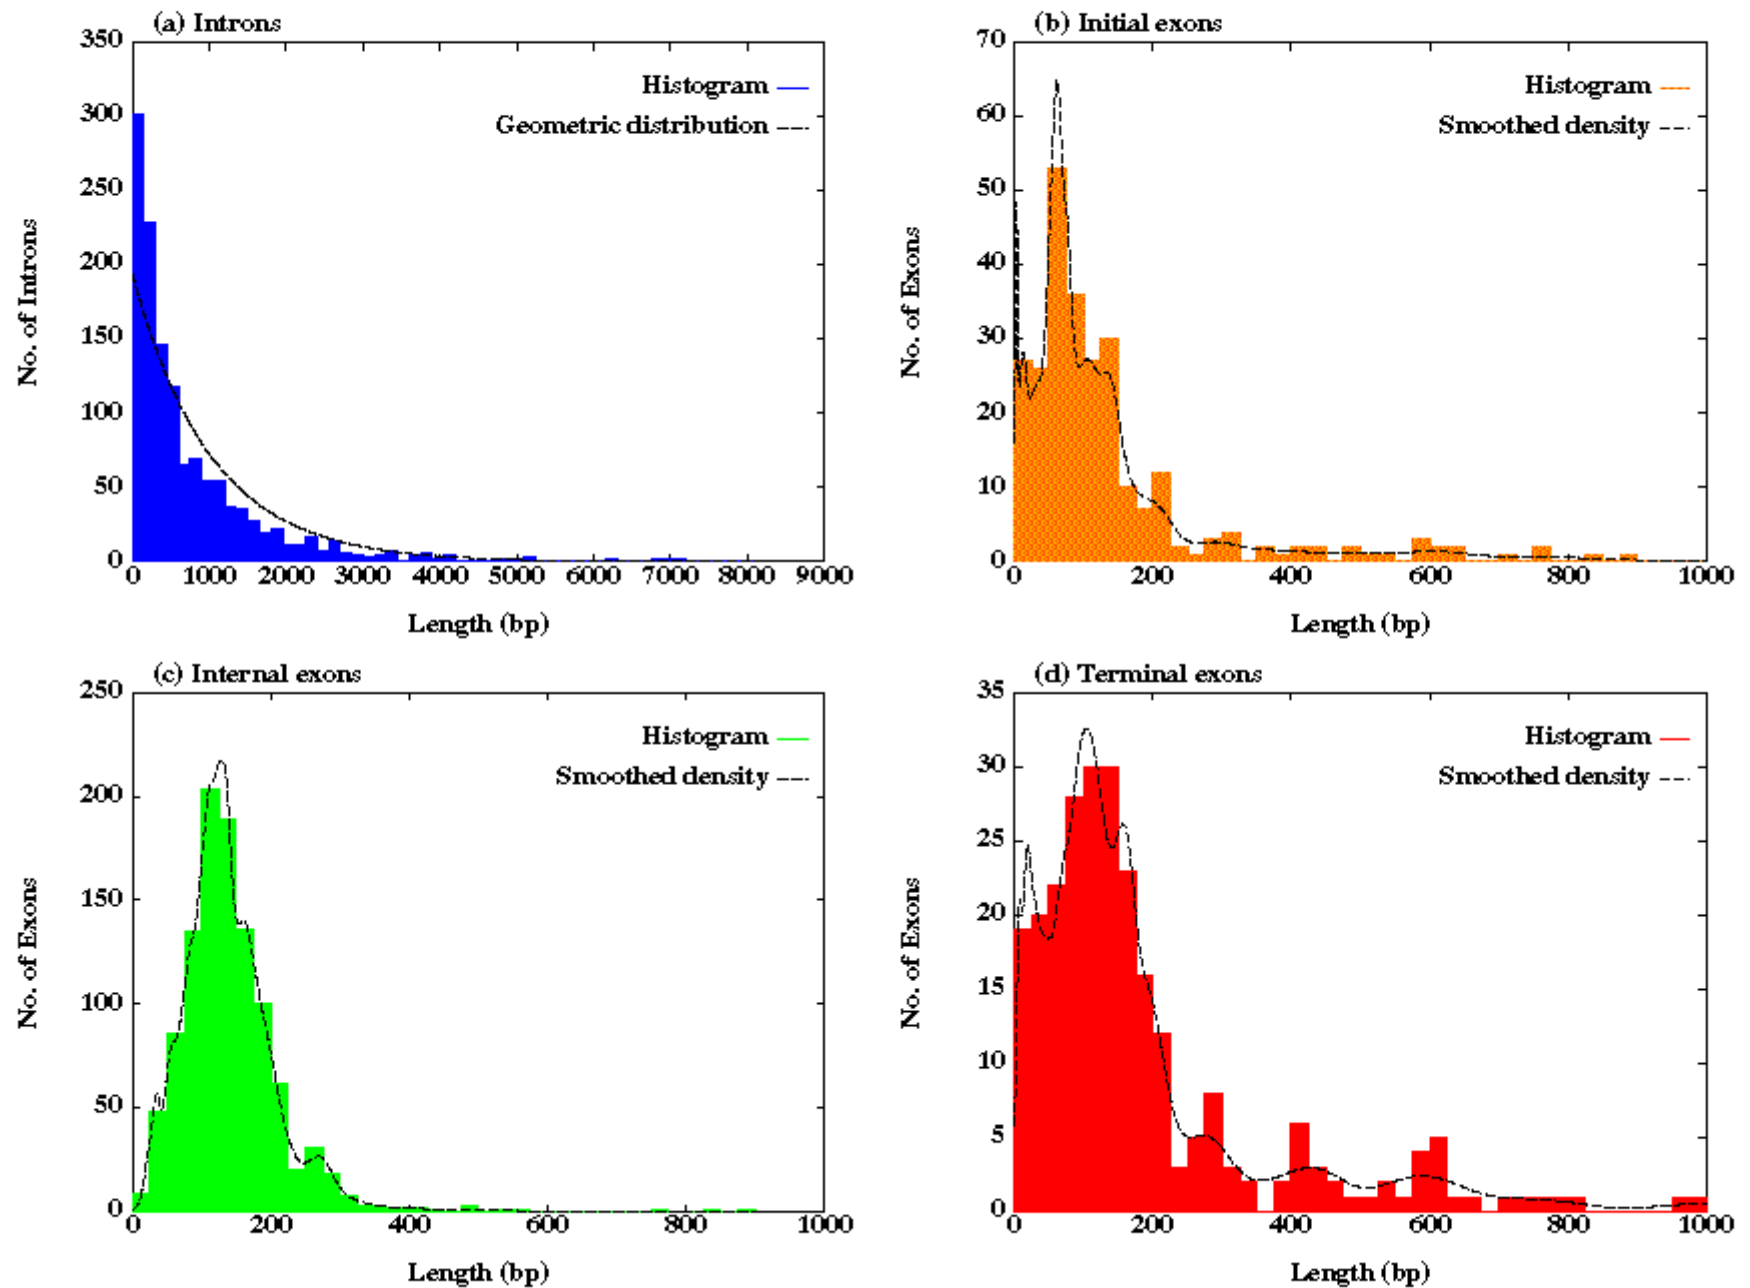 (a) Introns
350
300
250
200
150
100
50
0
No. of Introns
Histogram
Geometric distribution
0 1000 2000 3000 4000 5000 6000 7000 8000 9000
Length (bp)
(b) Initial exons
70
60
50
40
30
20
10
0
No. of Exons
Histogram
Smoothed density
0 200 400 600 800 1000
Length (bp)
(c) Internal exons
250
200
150
100
50
0
No. of Exons
Histogram
Smoothed density
0 200 400 600 800 1000
Length (bp)
(d) Terminal exons
35
30
25
20
15
10
5
0
No. of Exons
Histogram
Smoothed density
0 200 400 600 800 1000
Length (bp)